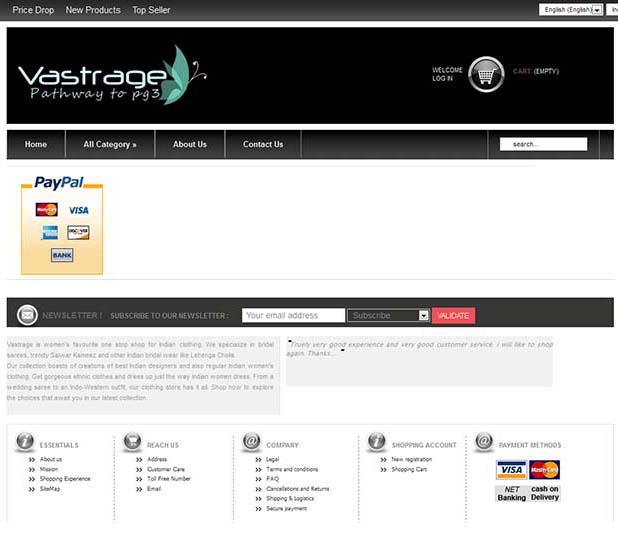 Price Drop New Products Top Seller English (English) In
Vastrage
Pathway to pg3
WELCOME
LOG IN
CART (EMPTY)
Home All Category » About Us Contact Us search...
PayPal
MasterCard VISA
DISCOVER
BANK
NEWSLETTER ! SUBSCRIBE TO OUR NEWSLETTER : Your email address Subscribe VALIDATE
Vastrage is women's favourite one stop shop for Indian clothing. We specialize in bridal
sarees, trendy Salwar Kameez and other Indian bridal wear like Lehenga Cholis.
Our collection boasts of creations of best Indian designers and also regular Indian women's
clothing. Get gorgeous ethnic clothes and dress up just the way Indian women dress. From a
wedding saree to an Indo-Western outfit, our clothing store has it all. Shop now to explore
the choices that await you in our latest collection.
"Truely very good experience and very good customer service. i will like to shop
again. Thanks... "
ESSENTIALS
About us
Mission
Shopping Experience
SiteMap
REACH US
Address
Customer Care
Toll Free Number
Email
COMPANY
Legal
Terms and conditions
FAQ
Cancellations and Returns
Shipping & Logistics
Secure payment
SHOPPING ACCOUNT
New registration
Shopping Cart
PAYMENT METHODS
VISA MasterCard
NET cash on
Banking Delivery